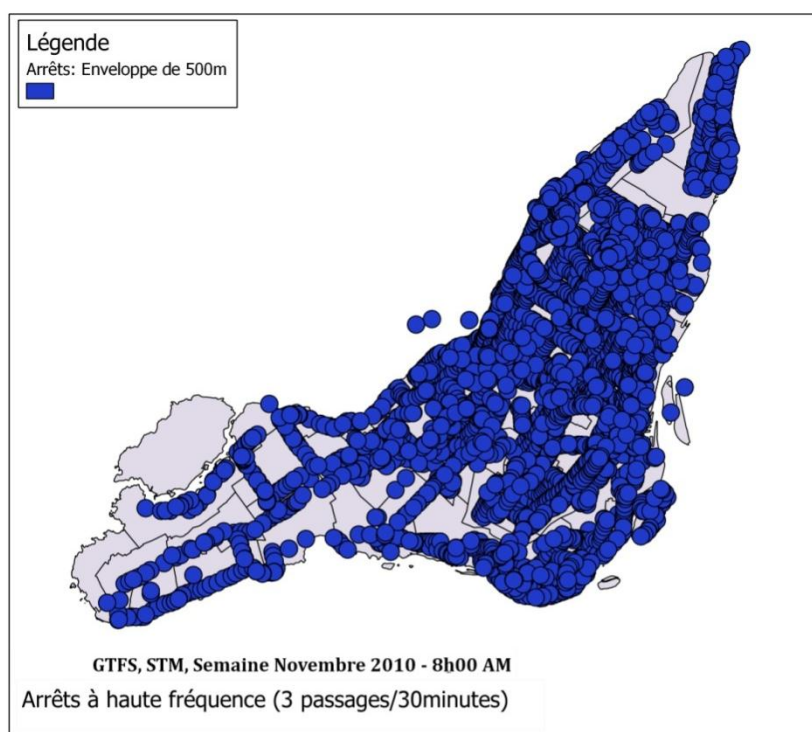 Légende
Arrêts: Enveloppe de 500m
GTFS, STM, Semaine Novembre 2010 - 8h00 AM
Arrêts à haute fréquence (3 passages/30minutes)